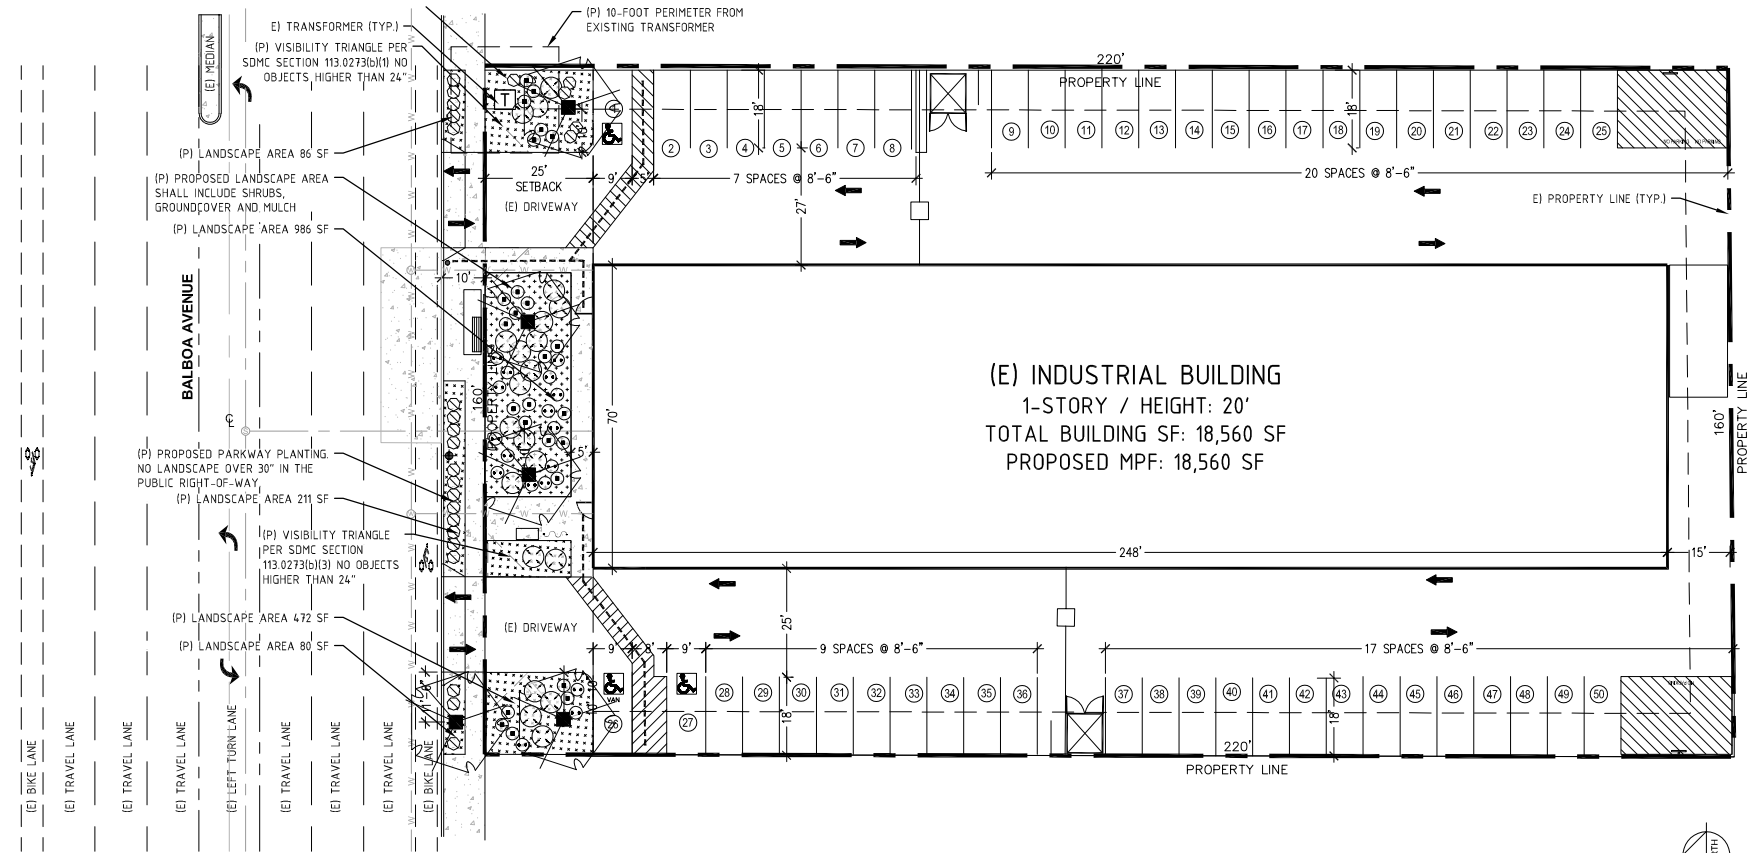 (P) 10-FOOT PERIMETER FROM
EXISTING TRANSFORMER
E) TRANSFORMER (TYP.)
(P) VISIBILITY TRIANGLE PER
SDMC SECTION 113.0273(b)(1) NO
OBJECTS HIGHER THAN 24"
(E) MEDIAN
220'
PROPERTY LINE
T
A
18'
18'
2
3
4
5
6
7
8
9
10
11
12
13
14
15
16
17
18
19
20
21
22
23
24
25
NO PARKING NO PARKING
(P) LANDSCAPE AREA 86 SF
(P) PROPOSED LANDSCAPE AREA
SHALL INCLUDE SHRUBS,
GROUNDCOVER AND MULCH
(P) LANDSCAPE AREA 986 SF
25'
SETBACK
(E) DRIVEWAY
9'
5'
7 SPACES @ 8'-6"
20 SPACES @ 8'-6"
27'
E) PROPERTY LINE (TYP.)
10'
BALBOA AVENUE
160'
PROPERTY LINE
70'
5'
(E) INDUSTRIAL BUILDING
1-STORY / HEIGHT: 20'
TOTAL BUILDING SF: 18,560 SF
PROPOSED MPF: 18,560 SF
160'
PROPERTY LINE
S
W
(P) PROPOSED PARKWAY PLANTING.
NO LANDSCAPE OVER 30" IN THE
PUBLIC RIGHT-OF-WAY
(P) LANDSCAPE AREA 211 SF
(P) VISIBILITY TRIANGLE
PER SDMC SECTION
113.0273(b)(3) NO OBJECTS
HIGHER THAN 24"
248'
15'
(P) LANDSCAPE AREA 472 SF
(P) LANDSCAPE AREA 80 SF
(E) DRIVEWAY
25'
9'
8'
9'
9 SPACES @ 8'-6"
17 SPACES @ 8'-6"
VAN
26
27
28
29
30
31
32
33
34
35
36
37
38
39
40
41
42
43
44
45
46
47
48
49
50
18'
18'
220'
PROPERTY LINE
(E) BIKE LANE
(E) TRAVEL LANE
(E) TRAVEL LANE
(E) TRAVEL LANE
(E) LEFT TURN LANE
(E) TRAVEL LANE
(E) TRAVEL LANE
(E) TRAVEL LANE
(E) BIKE LANE